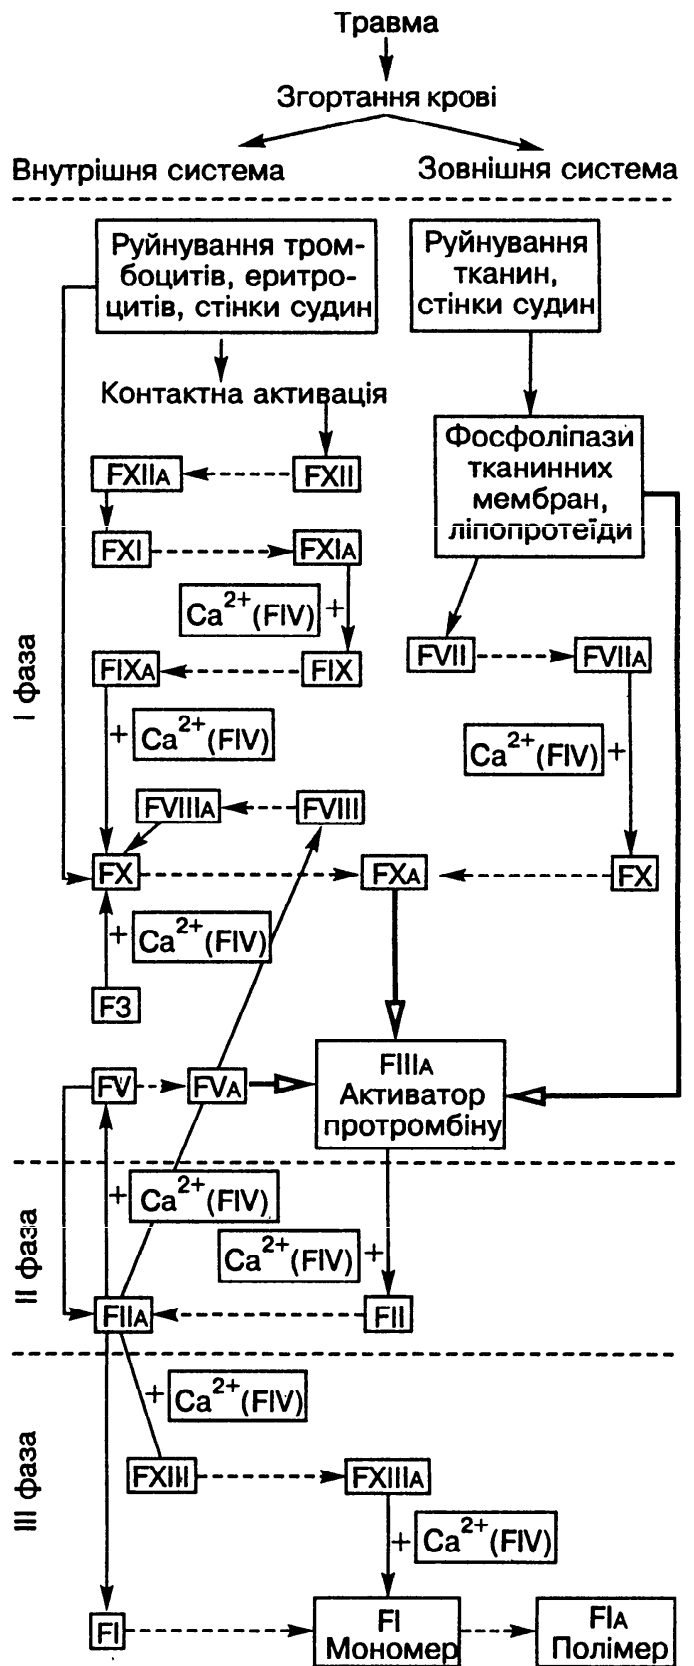 Травма
Згортання крові
Внутрішня система
Зовнішня система
Руйнування тром-
боцитів, еритро-
цитів, стінки судин
Руйнування
тканин,
стінки судин
Контактна активація
Фосфоліпази
тканинних
мембран,
ліпопротеїди
FXIIA
FXII
FXI
FXIA
Ca²⁺(FIV) +
FIXA
FIX
FVII
FVIIA
I фаза
+ Ca²⁺(FIV)
Ca²⁺(FIV) +
FVIIIA
FVIII
FX
FXA
FX
+ Ca²⁺(FIV)
F3
FV
FVA
FIIIA
Активатор
протромбіну
II фаза
+ Ca²⁺(FIV)
Ca²⁺(FIV) +
FIIA
FII
III фаза
+ Ca²⁺(FIV)
FXIII
FXIIIA
+ Ca²⁺(FIV)
FI
FI
Мономер
FIA
Полімер